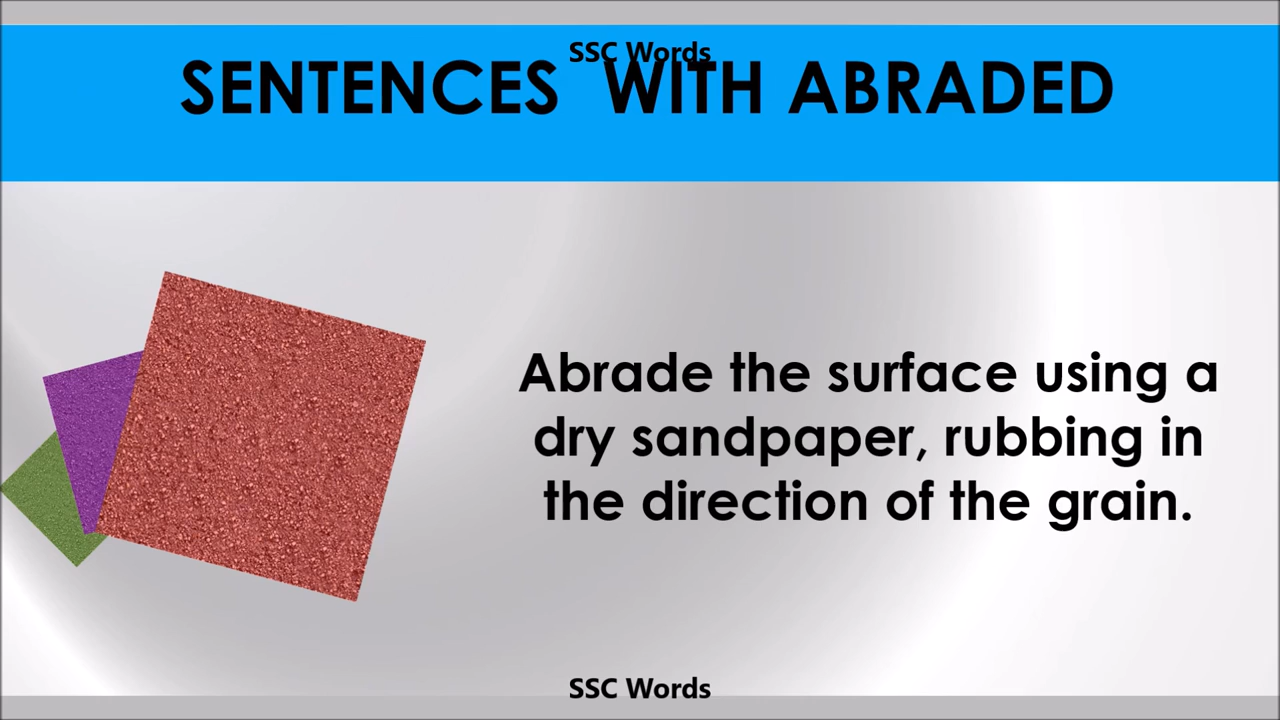 SSC Words
SENTENCES WITH ABRADED
Abrade the surface using a
dry sandpaper, rubbing in
the direction of the grain.
SSC Words